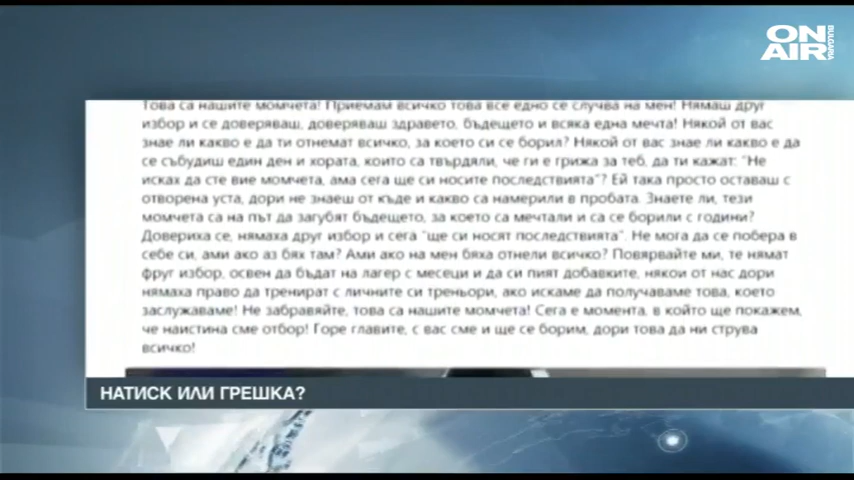 ON
AIR
BULGARIA
Това са нашите момчета! Приемам всичко това все едно се случва на мен! Нямаш друг
избор и се доверяваш, доверяваш здравето, бъдещето и всяка една мечта! Някой от вас
знае ли какво е да ти отнемат всичко, за което си се борил? Някой от вас знае ли какво е да
се събудиш един ден и хората, които са твърдяли, че ги е грижа за теб, да ти кажат: "Не
исках да сте вие момчета, ама сега ще си носите последствията"? Ей така просто оставаш с
отворена уста, дори не знаеш от къде и какво са намерили в пробата. Знаете ли, тези
момчета са на път да загубят бъдещето, за което са мечтали и са се борили с години?
Довериха се, нямаха друг избор и сега "ще си носят последствията". Не мога да се побера в
себе си, ами ако аз бях там? Ами ако на мен бяха отнели всичко? Повярвайте ми, те нямат
фруг избор, освен да бъдат на лагер с месеци и да си пият добавките, някои от нас дори
нямаха право да тренират с личните си треньори, ако искаме да получаваме това, което
заслужаваме! Не забравяйте, това са нашите момчета! Сега е момента, в който ще покажем,
че наистина сме отбор! Горе главите, с вас сме и ще се борим, дори това да ни струва
всичко!
НАТИСК ИЛИ ГРЕШКА?